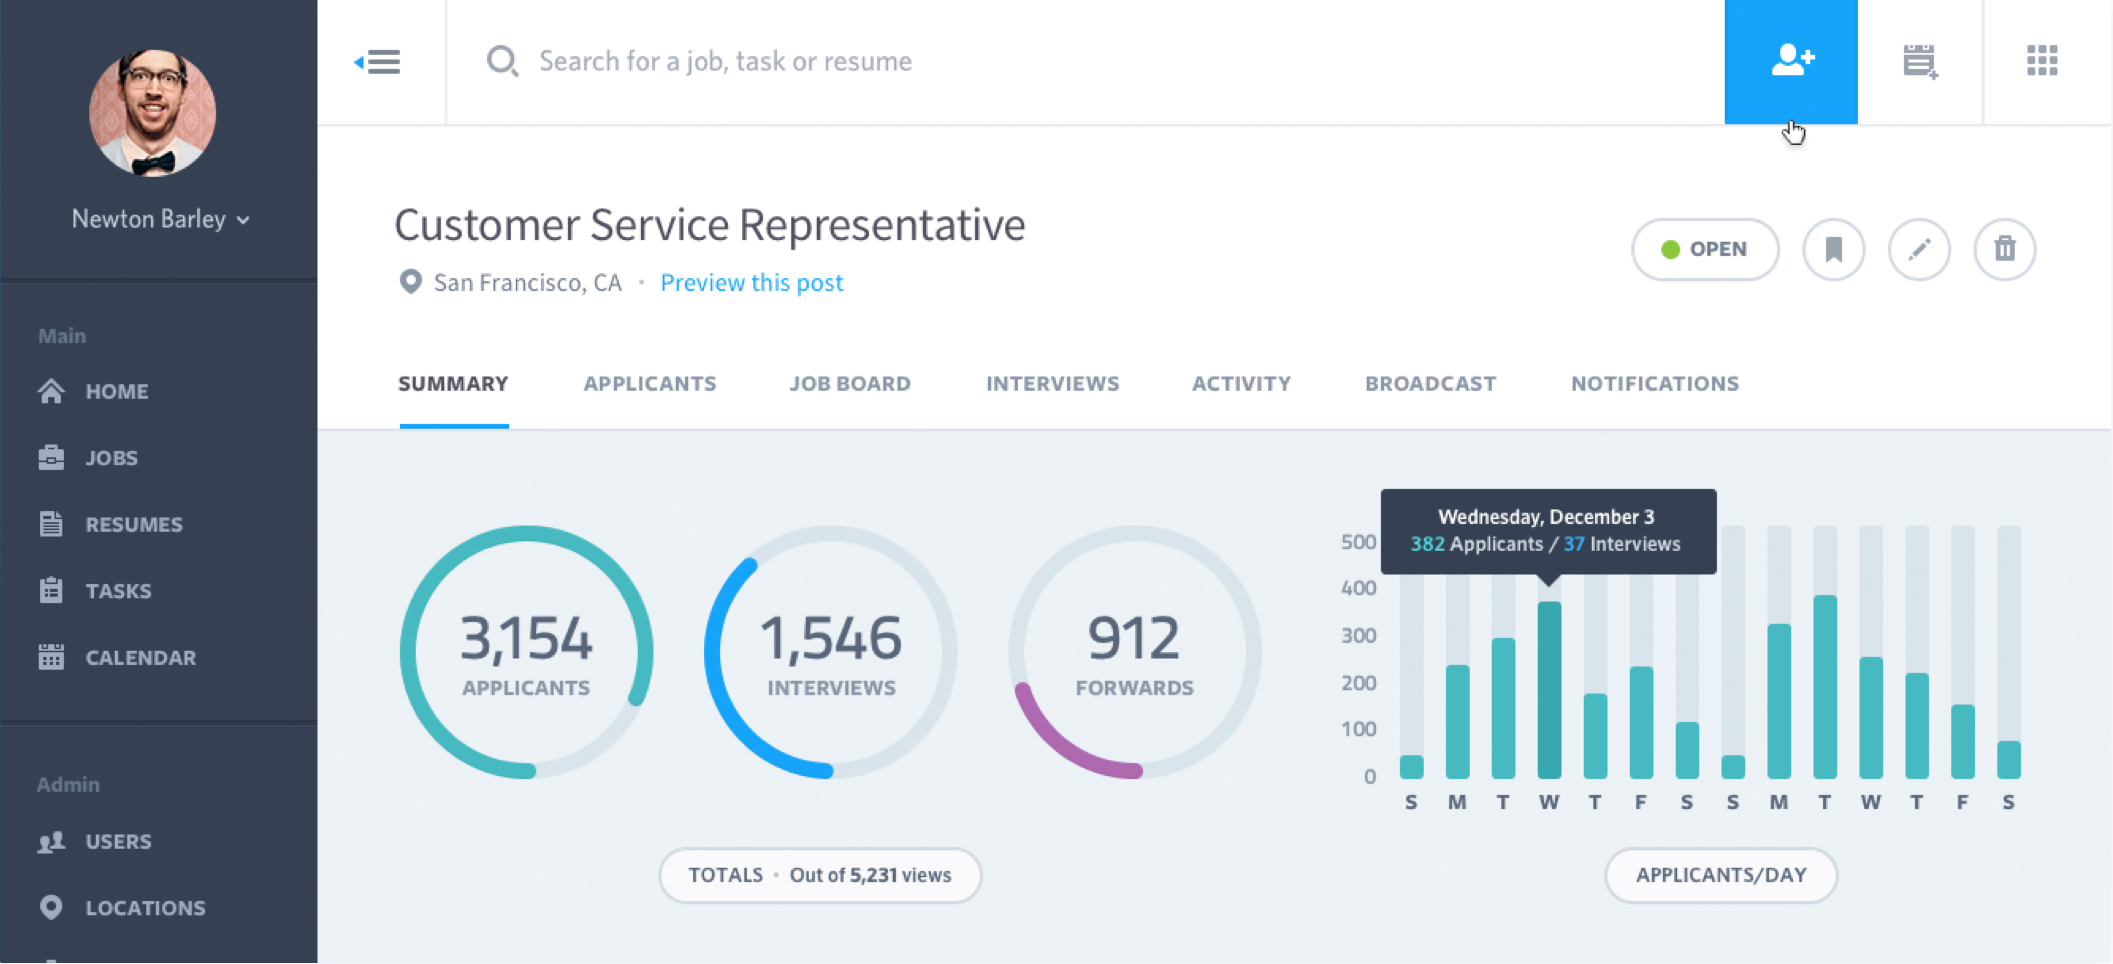 Newton Barley
Main
HOME
JOBS
RESUMES
TASKS
CALENDAR
Admin
USERS
LOCATIONS
Search for a job, task or resume
Customer Service Representative
San Francisco, CA • Preview this post
OPEN
SUMMARY APPLICANTS JOB BOARD INTERVIEWS ACTIVITY BROADCAST NOTIFICATIONS
3,154
APPLICANTS
1,546
INTERVIEWS
912
FORWARDS
TOTALS • Out of 5,231 views
Wednesday, December 3
382 Applicants / 37 Interviews
500
400
300
200
100
0
S M T W T F S S M T W T F S
APPLICANTS/DAY